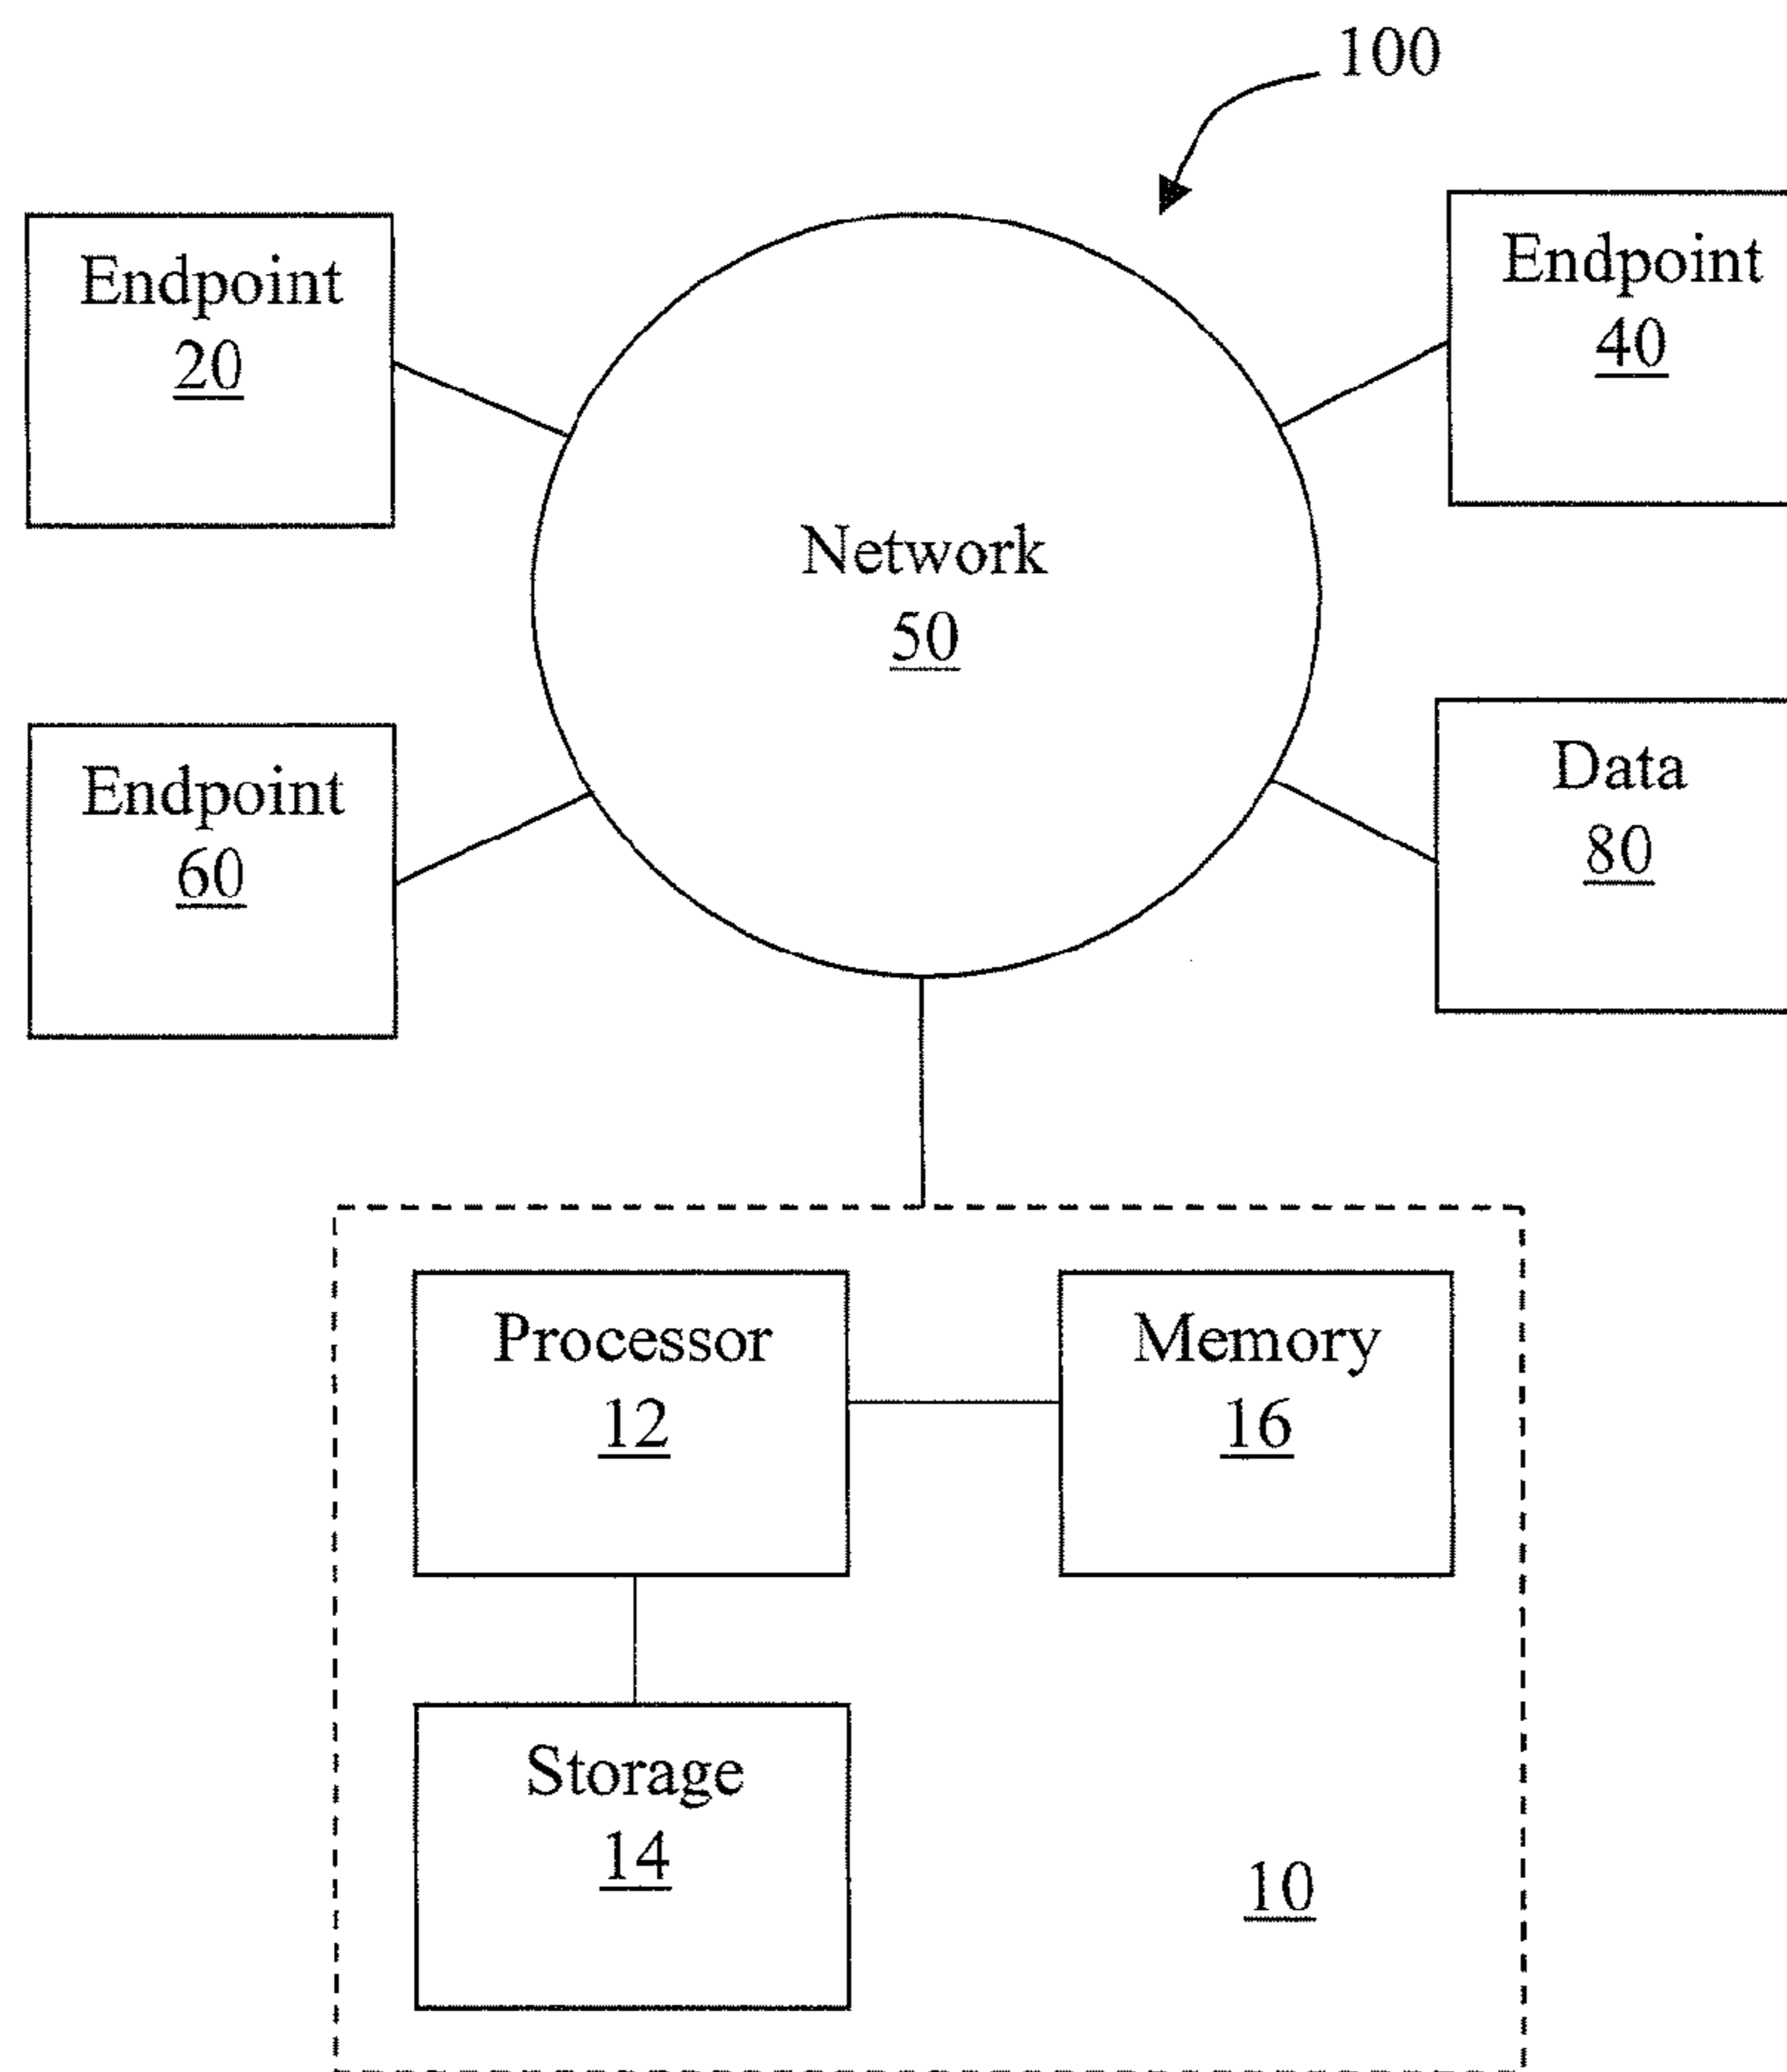 100
Endpoint
20
Endpoint
40
Network
50
Endpoint
60
Data
80
Processor
12
Memory
16
Storage
14
10